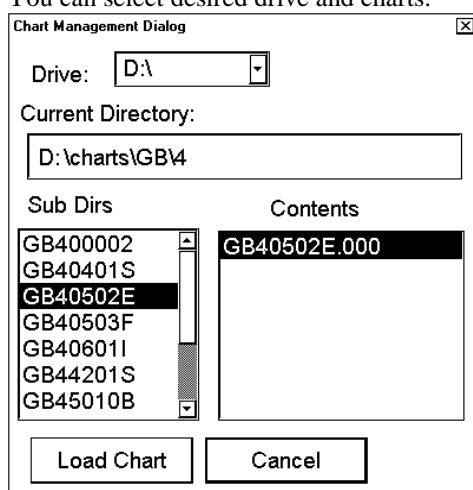 You can select desired drive and charts.
Chart Management Dialog
Drive: D:\
Current Directory:
D:\charts\GB\4
Sub Dirs
Contents
GB400002
GB40401S
GB40502E
GB40503F
GB40601I
GB44201S
GB45010B
GB40502E.000
Load Chart
Cancel